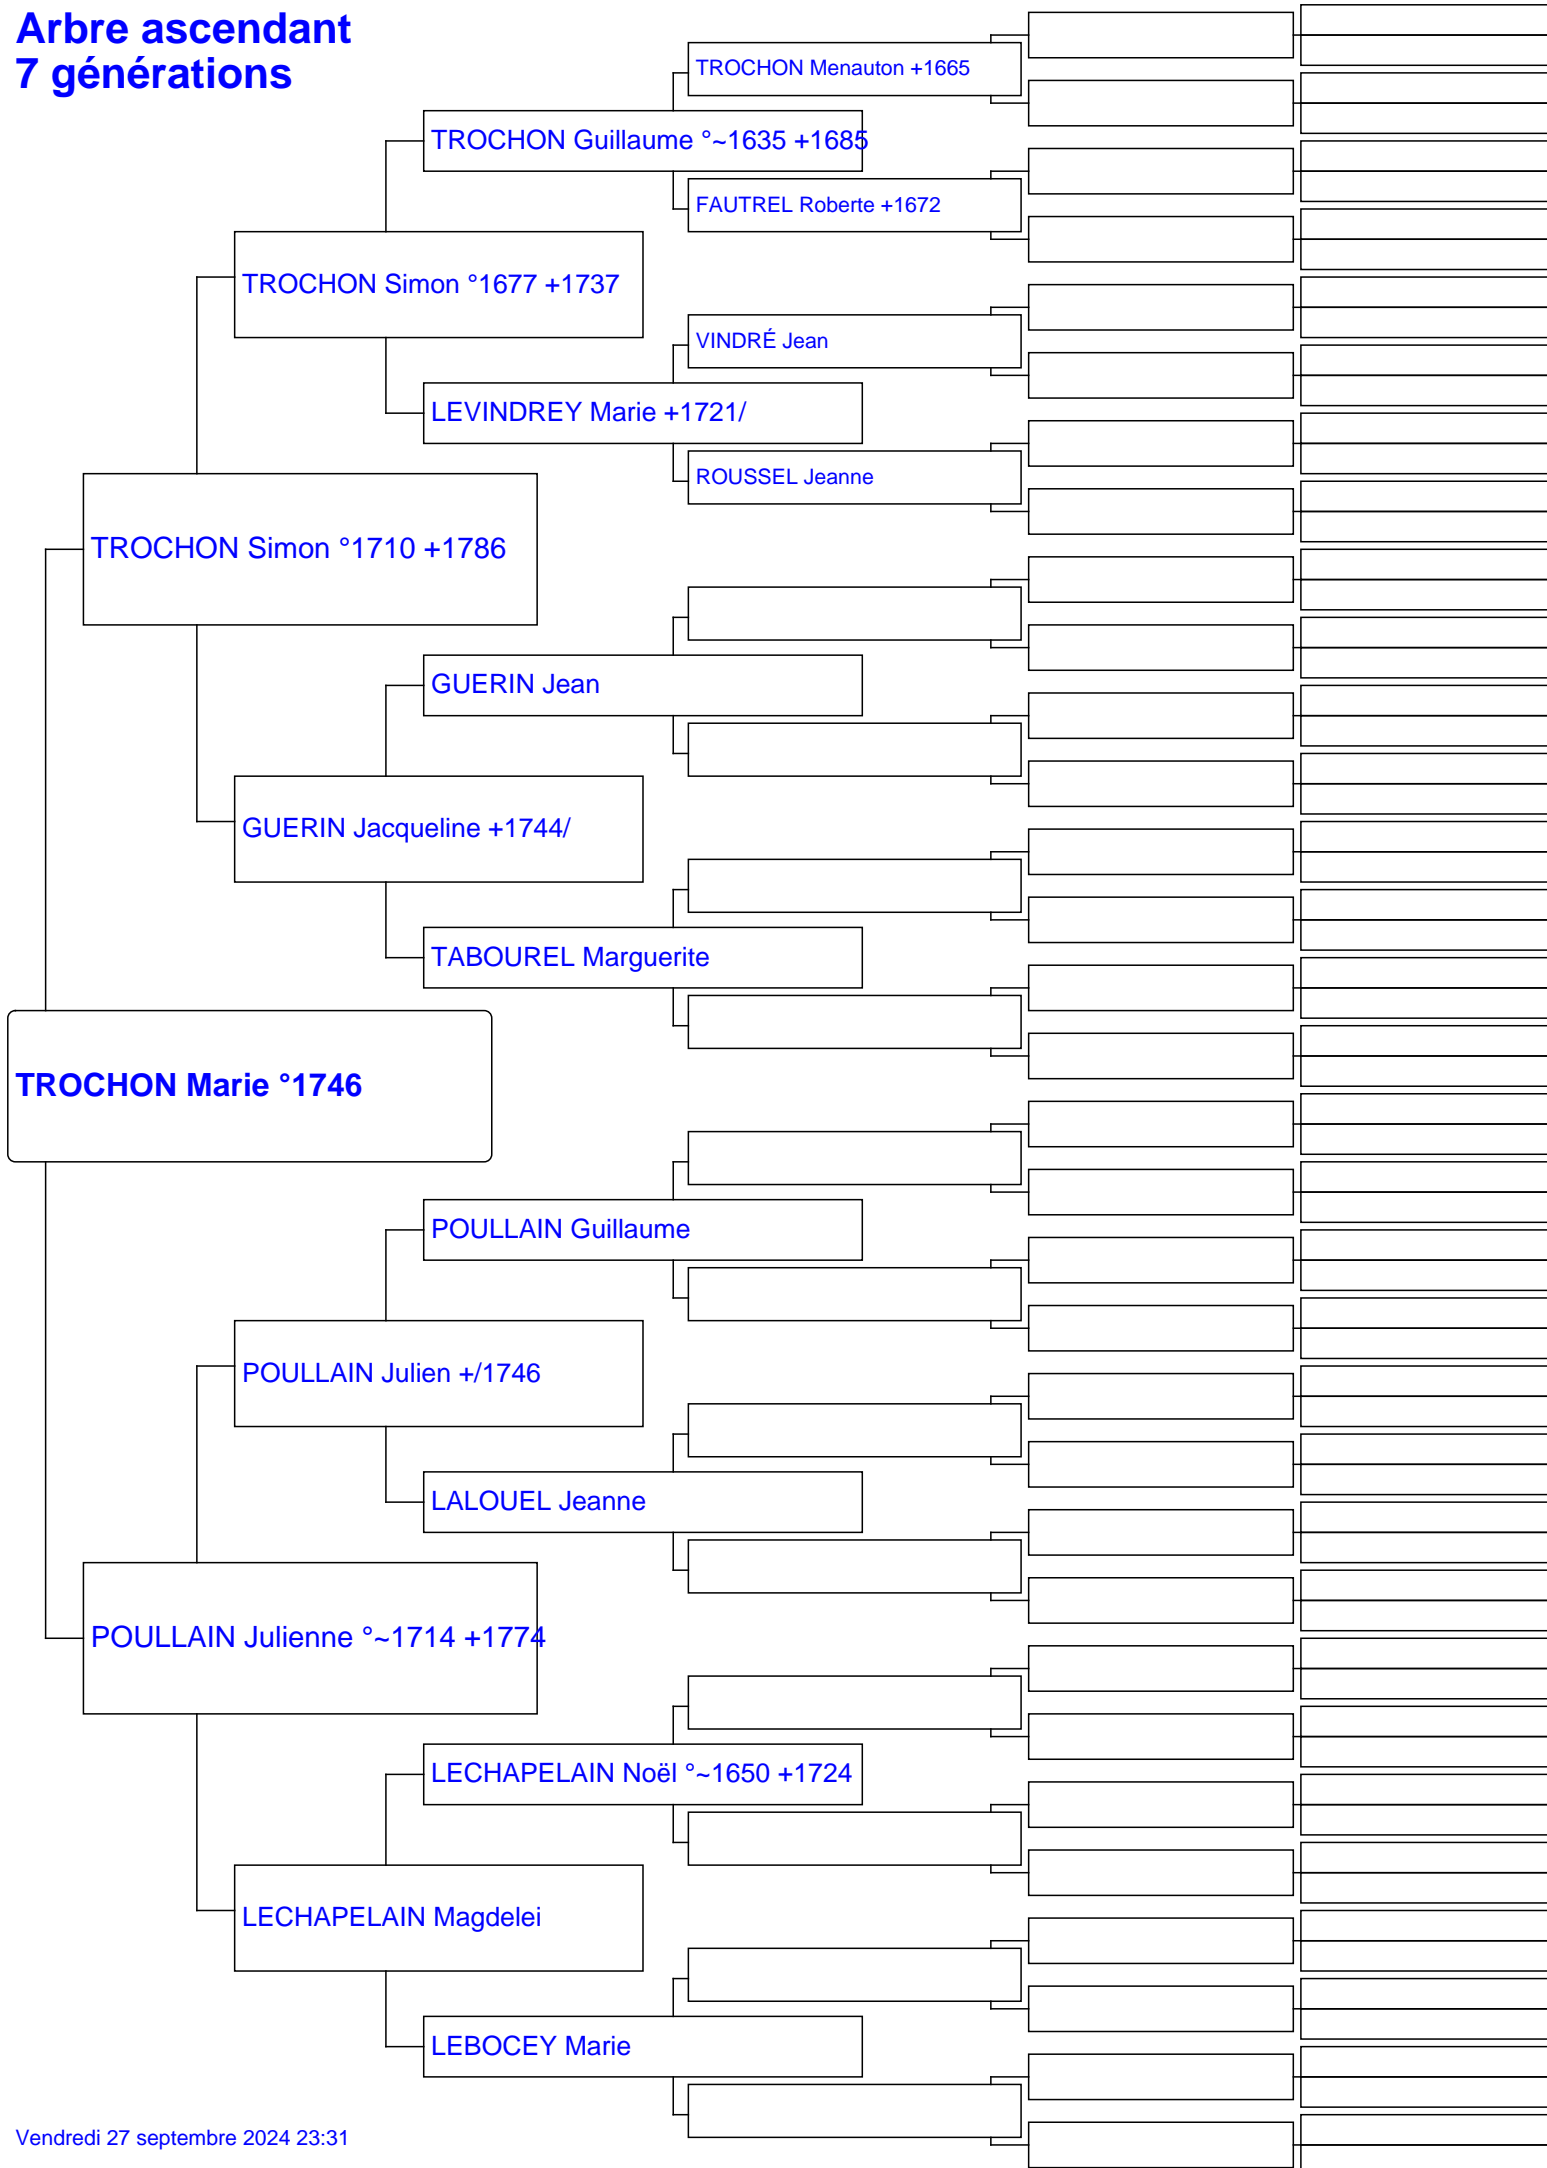 Arbre ascendant
7 générations
TROCHON Menauton +1665
TROCHON Guillaume °~1635 +1685
FAUTREL Roberte +1672
TROCHON Simon °1677 +1737
VINDRÉ Jean
LEVINDREY Marie +1721/
ROUSSEL Jeanne
TROCHON Simon °1710 +1786
GUERIN Jean
GUERIN Jacqueline +1744/
TABOUREL Marguerite
TROCHON Marie °1746
POULLAIN Guillaume
POULLAIN Julien +/1746
LALOUEL Jeanne
POULLAIN Julienne °~1714 +1774
LECHAPELAIN Noël °~1650 +1724
LECHAPELAIN Magdelei
LEBOCEY Marie
Vendredi 27 septembre 2024 23:31